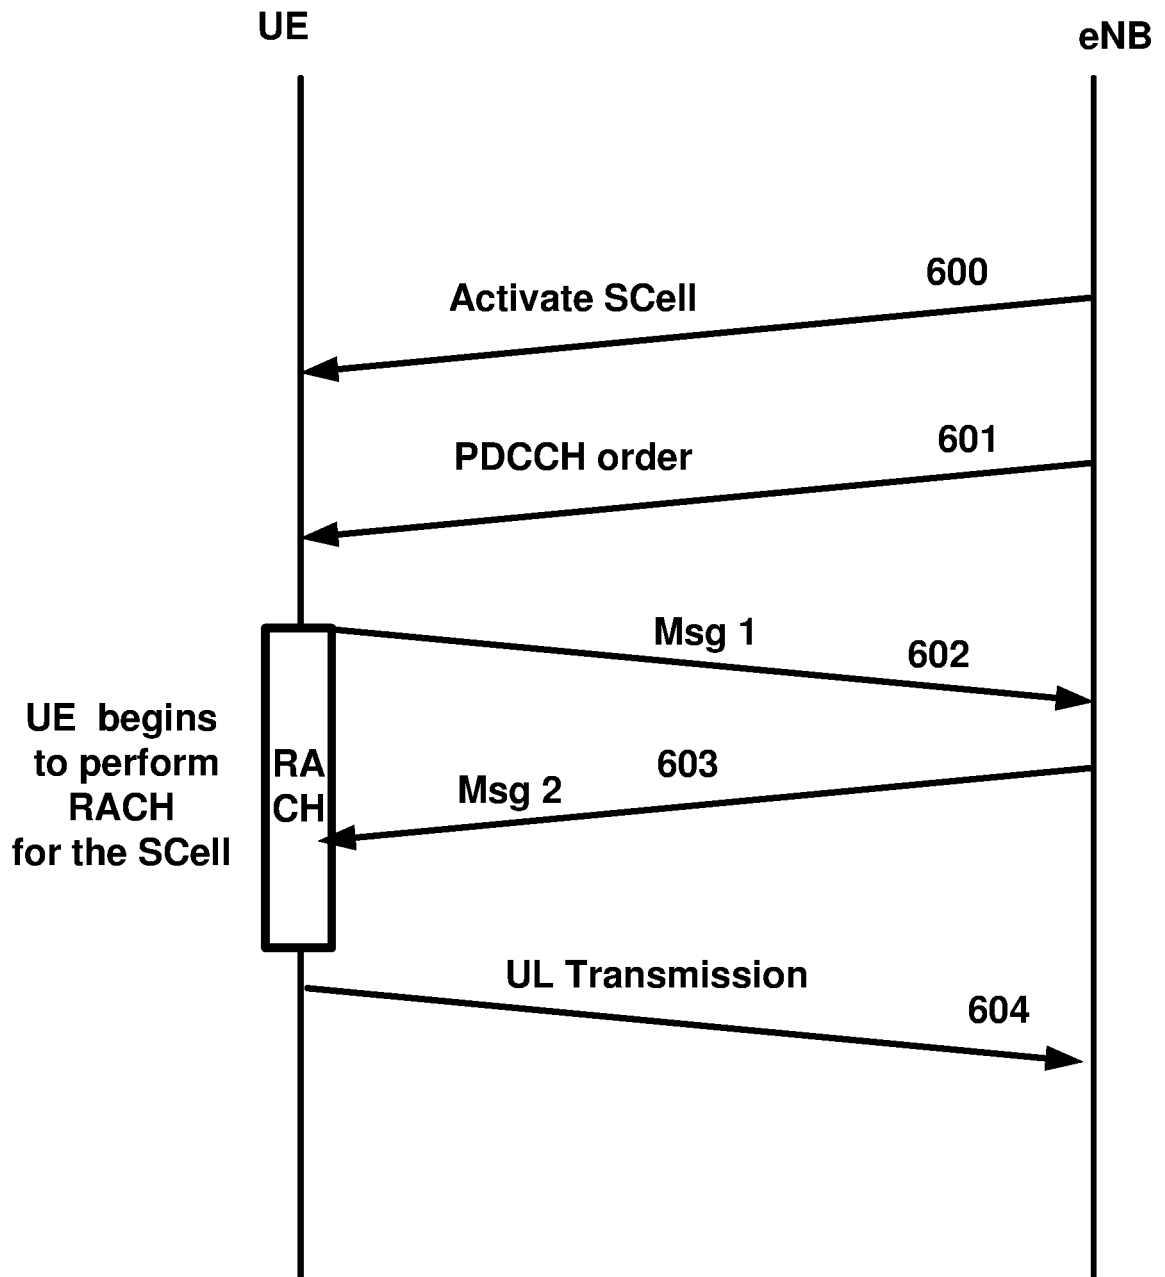 UE
eNB
600
Activate SCell
601
PDCCH order
Msg 1
602
UE begins
to perform
RACH
for the SCell
RA
CH
603
Msg 2
UL Transmission
604